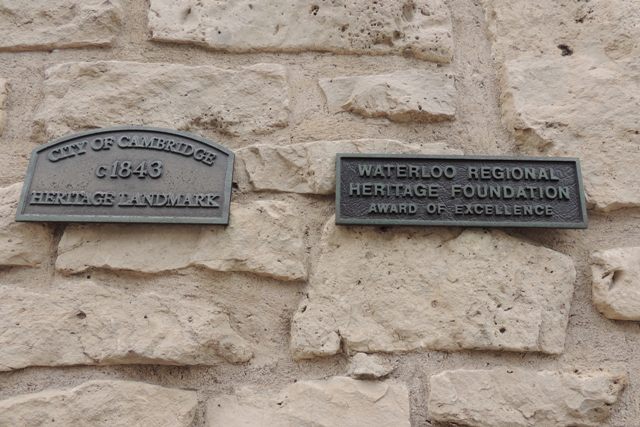 CITY OF CAMBRIDGE
c1843
HERITAGE LANDMARK
WATERLOO REGIONAL
HERITAGE FOUNDATION
AWARD OF EXCELLENCE